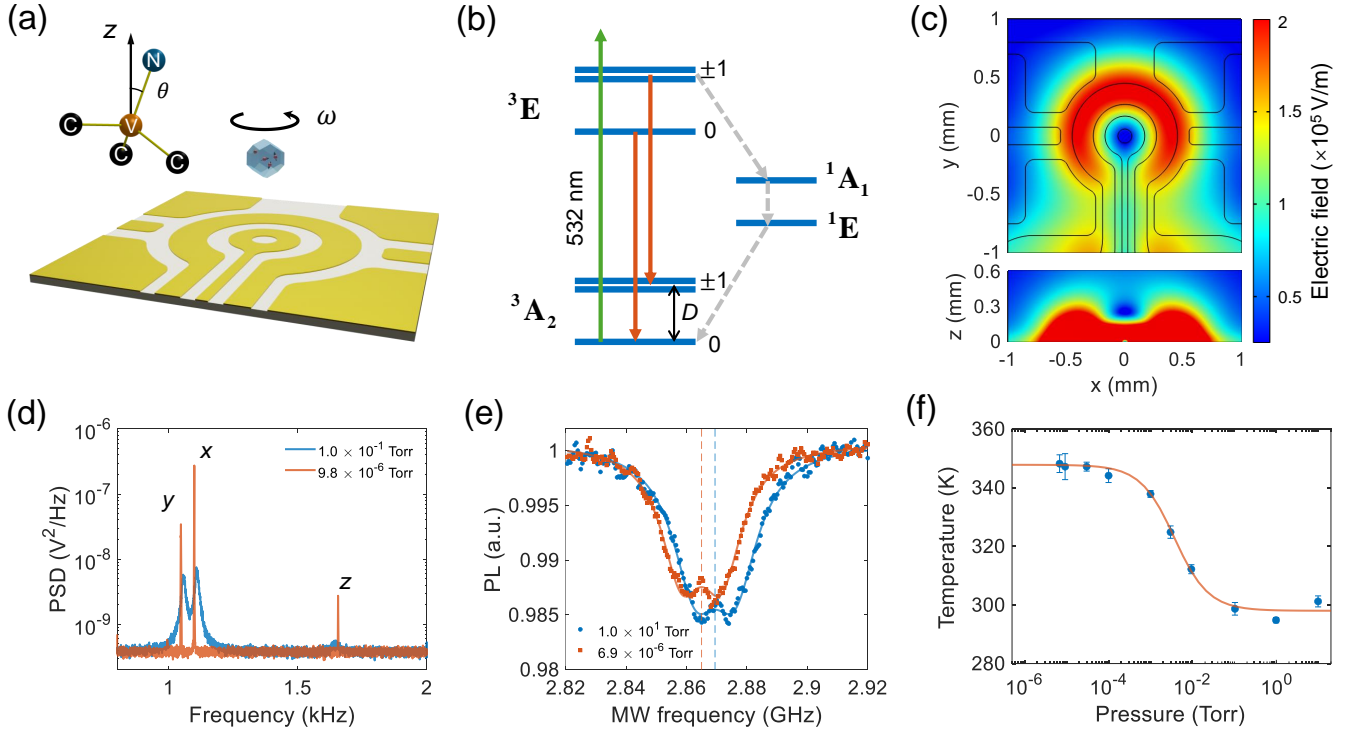 (a)
z
N
θ
C
V
C
C
ω
(b)
±1
³E
0
¹A₁
¹E
532 nm
±1
³A₂
D
0
(c)
1
0.5
0
-0.5
-1
y (mm)
0.6
0.3
0
z (mm)
-1
-0.5
0
0.5
1
x (mm)
2
1.5
1
0.5
Electric field (×10⁵ V/m)
(d)
10⁻⁶
10⁻⁷
10⁻⁸
10⁻⁹
PSD (V²/Hz)
x
y
z
1.0 × 10⁻¹ Torr
9.8 × 10⁻⁶ Torr
1
1.5
2
Frequency (kHz)
(e)
1
0.995
0.99
0.985
0.98
PL (a.u.)
1.0 × 10¹ Torr
6.9 × 10⁻⁶ Torr
2.82
2.84
2.86
2.88
2.9
2.92
MW frequency (GHz)
(f)
360
340
320
300
280
Temperature (K)
10⁻⁶
10⁻⁴
10⁻²
10⁰
Pressure (Torr)